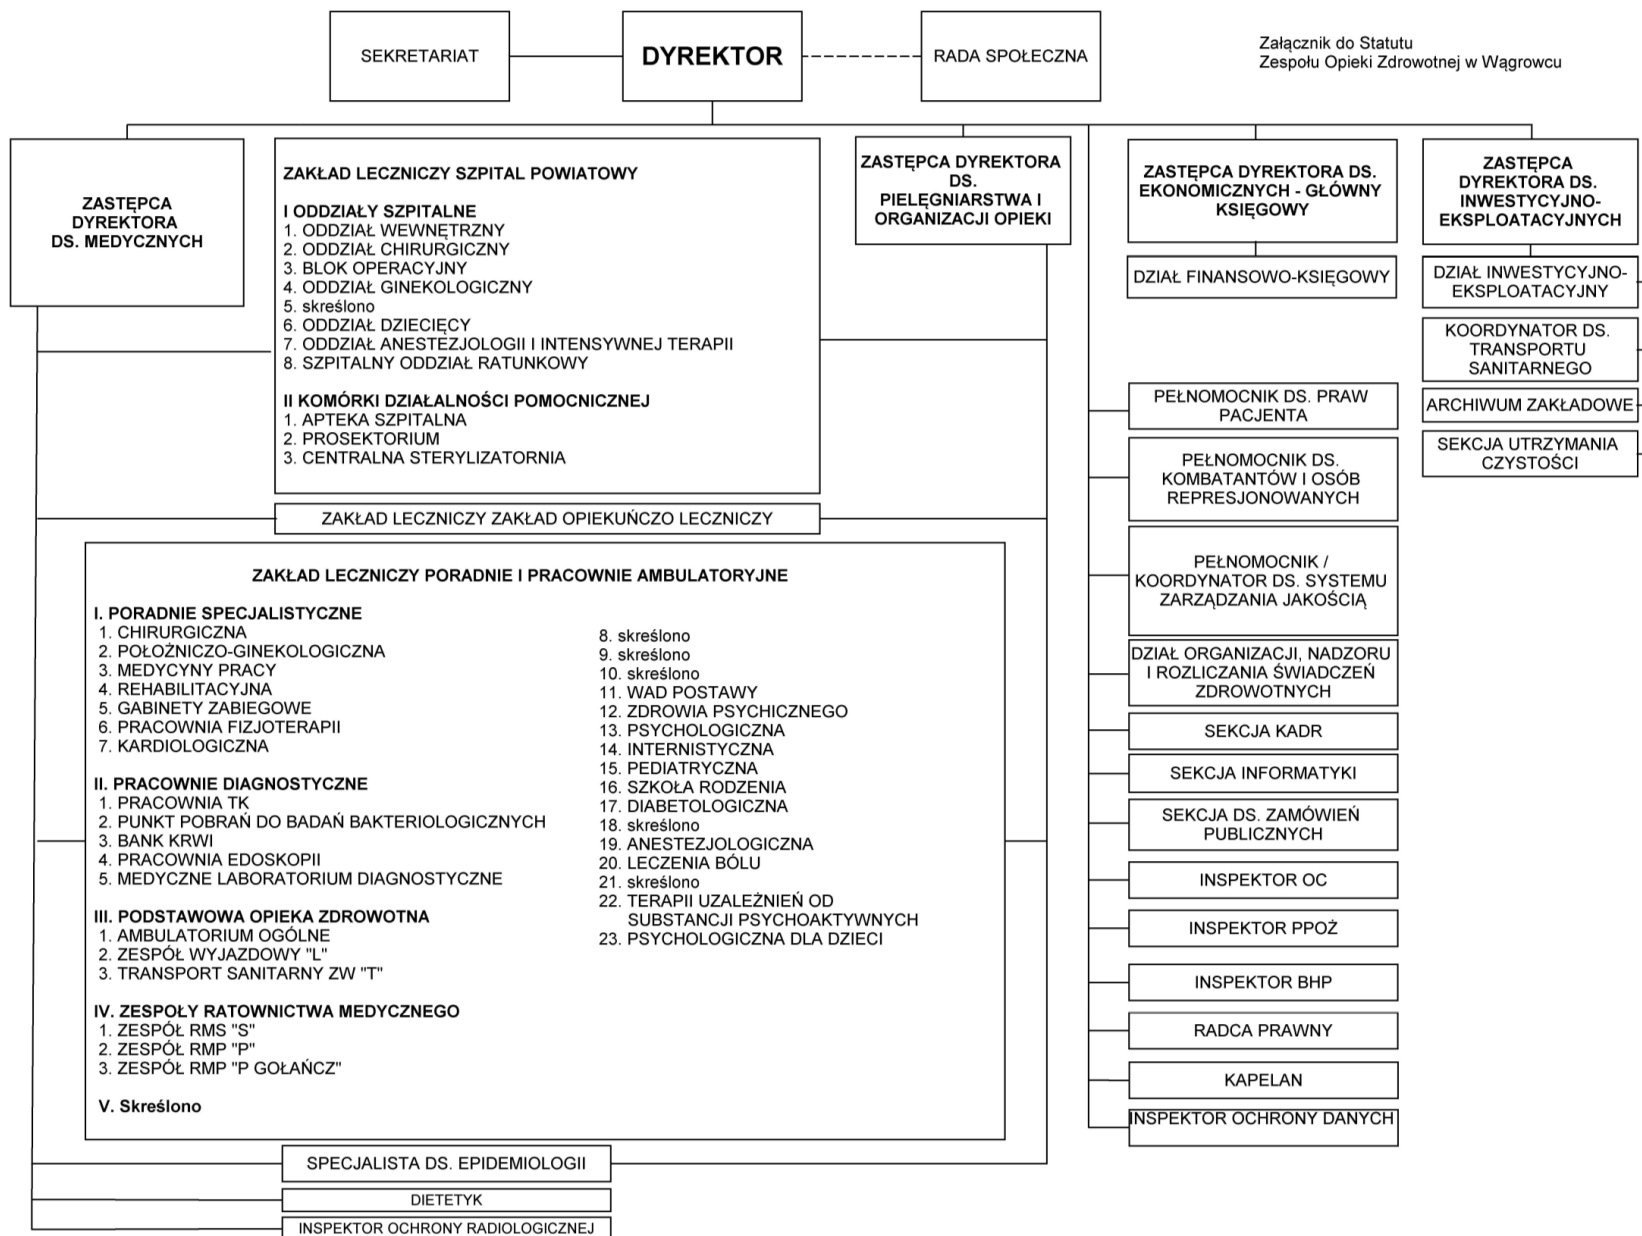 SEKRETARIAT
DYREKTOR
RADA SPOŁECZNA
Załącznik do Statutu
Zespołu Opieki Zdrowotnej w Wągrowcu
ZASTĘPCA
DYREKTORA
DS. MEDYCZNYCH
ZAKŁAD LECZNICZY SZPITAL POWIATOWY
I ODDZIAŁY SZPITALNE
1. ODDZIAŁ WEWNĘTRZNY
2. ODDZIAŁ CHIRURGICZNY
3. BLOK OPERACYJNY
4. ODDZIAŁ GINEKOLOGICZNY
5. skreślono
6. ODDZIAŁ DZIECIĘCY
7. ODDZIAŁ ANESTEZJOLOGII I INTENSYWNEJ TERAPII
8. SZPITALNY ODDZIAŁ RATUNKOWY
II KOMÓRKI DZIAŁALNOŚCI POMOCNICZEJ
1. APTEKA SZPITALNA
2. PROSEKTORIUM
3. CENTRALNA STERYLIZATORNIA
ZASTĘPCA DYREKTORA
DS.
PIELĘGNIARSTWA I
ORGANIZACJI OPIEKI
ZASTĘPCA DYREKTORA DS.
EKONOMICZNYCH - GŁÓWNY
KSIĘGOWY
ZASTĘPCA
DYREKTORA DS.
INWESTYCYJNO-
EKSPLOATACYJNYCH
DZIAŁ FINANSOWO-KSIĘGOWY
DZIAŁ INWESTYCYJNO-
EKSPLOATACYJNY
KOORDYNATOR DS.
TRANSPORTU
SANITARNEGO
ARCHIWUM ZAKŁADOWE
SEKCJA UTRZYMANIA
CZYSTOŚCI
ZAKŁAD LECZNICZY ZAKŁAD OPIEKUŃCZO LECZNICZY
ZAKŁAD LECZNICZY PORADNIE I PRACOWNIE AMBULATORYJNE
I. PORADNIE SPECJALISTYCZNE
1. CHIRURGICZNA
2. POŁOŻNICZO-GINEKOLOGICZNA
3. MEDYCYNY PRACY
4. REHABILITACYJNA
5. GABINETY ZABIEGOWE
6. PRACOWNIA FIZJOTERAPII
7. KARDIOLOGICZNA
II. PRACOWNIE DIAGNOSTYCZNE
1. PRACOWNIA TK
2. PUNKT POBRAŃ DO BADAŃ BAKTERIOLOGICZNYCH
3. BANK KRWI
4. PRACOWNIA EDOSKOPII
5. MEDYCZNE LABORATORIUM DIAGNOSTYCZNE
III. PODSTAWOWA OPIEKA ZDROWOTNA
1. AMBULATORIUM OGÓLNE
2. ZESPÓŁ WYJAZDOWY "L"
3. TRANSPORT SANITARNY ZW "T"
IV. ZESPOŁY RATOWNICTWA MEDYCZNEGO
1. ZESPÓŁ RMS "S"
2. ZESPÓŁ RMP "P"
3. ZESPÓŁ RMP "P GOŁAŃCZ"
V. Skreślono
8. skreślono
9. skreślono
10. skreślono
11. WAD POSTAWY
12. ZDROWIA PSYCHICZNEGO
13. PSYCHOLOGICZNA
14. INTERNISTYCZNA
15. PEDIATRYCZNA
16. SZKOŁA RODZENIA
17. DIABETOLOGICZNA
18. skreślono
19. ANESTEZJOLOGICZNA
20. LECZENIA BÓLU
21. skreślono
22. TERAPII UZALEŻNIEŃ OD
SUBSTANCJI PSYCHOAKTYWNYCH
23. PSYCHOLOGICZNA DLA DZIECI
PEŁNOMOCNIK DS. PRAW
PACJENTA
PEŁNOMOCNIK DS.
KOMBATANTÓW I OSÓB
REPRESJONOWANYCH
PEŁNOMOCNIK /
KOORDYNATOR DS. SYSTEMU
ZARZĄDZANIA JAKOŚCIĄ
DZIAŁ ORGANIZACJI, NADZORU
I ROZLICZANIA ŚWIADCZEŃ
ZDROWOTNYCH
SEKCJA KADR
SEKCJA INFORMATYKI
SEKCJA DS. ZAMÓWIEŃ
PUBLICZNYCH
INSPEKTOR OC
INSPEKTOR PPOŻ
INSPEKTOR BHP
RADCA PRAWNY
KAPELAN
INSPEKTOR OCHRONY DANYCH
SPECJALISTA DS. EPIDEMIOLOGII
DIETETYK
INSPEKTOR OCHRONY RADIOLOGICZNEJ